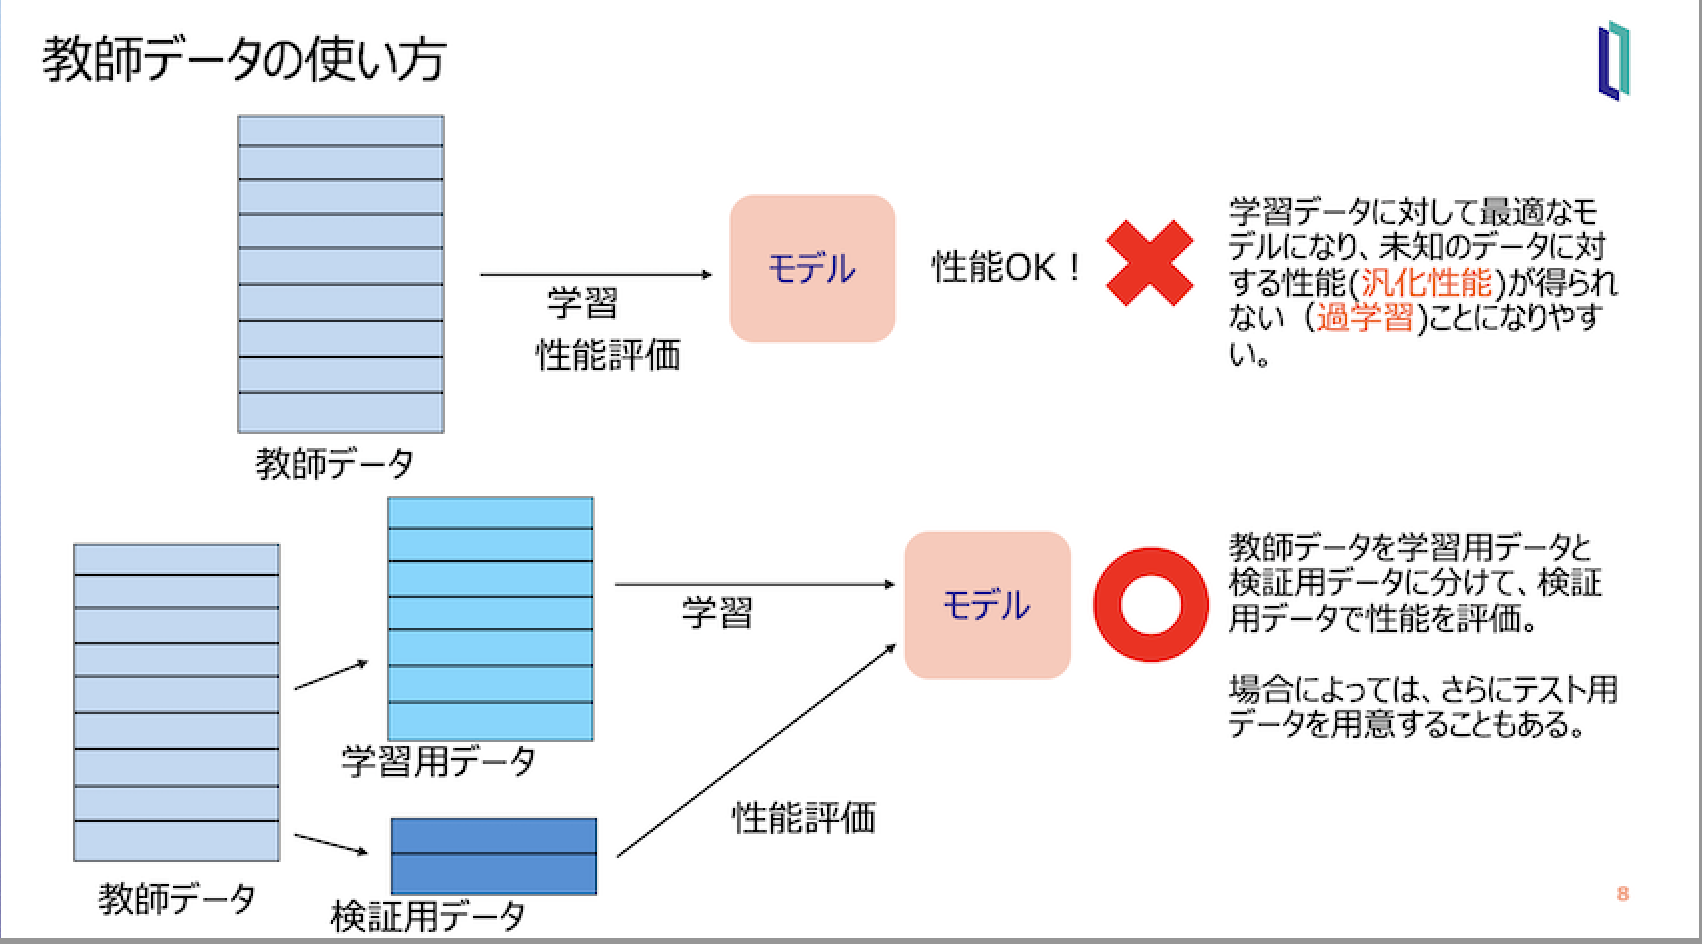 教師データの使い方
教師データ
学習
性能評価
モデル
性能OK！
学習データに対して最適なモ
デルになり、未知のデータに対
する性能(汎化性能)が得られ
ない（過学習)ことになりやす
い。
教師データ
学習用データ
検証用データ
学習
性能評価
モデル
教師データを学習用データと
検証用データに分けて、検証
用データで性能を評価。
場合によっては、さらにテスト用
データを用意することもある。
8